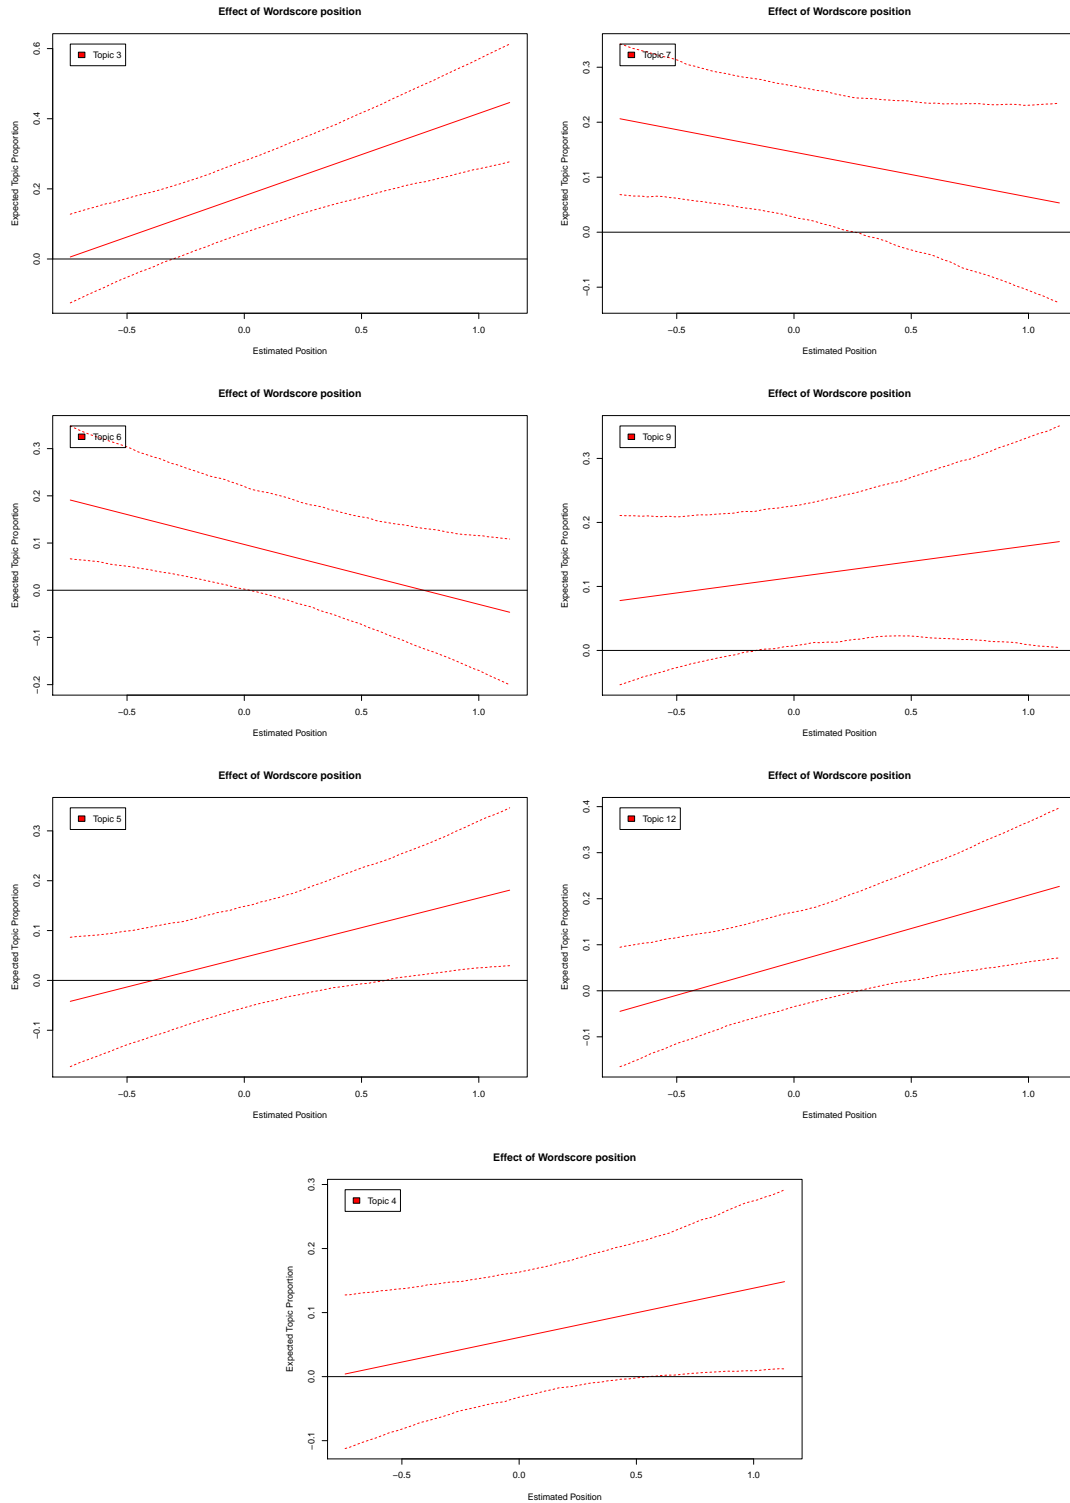 Effect of Wordscore position
Topic 3
Expected Topic Proportion
0.0
0.2
0.4
0.6
−0.5
0.0
0.5
1.0
Estimated Position
Effect of Wordscore position
Topic 7
Expected Topic Proportion
−0.1
0.0
0.1
0.2
0.3
−0.5
0.0
0.5
1.0
Estimated Position
Effect of Wordscore position
Topic 6
Expected Topic Proportion
−0.2
−0.1
0.0
0.1
0.2
0.3
−0.5
0.0
0.5
1.0
Estimated Position
Effect of Wordscore position
Topic 9
Expected Topic Proportion
0.0
0.1
0.2
0.3
−0.5
0.0
0.5
1.0
Estimated Position
Effect of Wordscore position
Topic 5
Expected Topic Proportion
−0.1
0.0
0.1
0.2
0.3
−0.5
0.0
0.5
1.0
Estimated Position
Effect of Wordscore position
Topic 12
Expected Topic Proportion
−0.1
0.0
0.1
0.2
0.3
0.4
−0.5
0.0
0.5
1.0
Estimated Position
Effect of Wordscore position
Topic 4
Expected Topic Proportion
−0.1
0.0
0.1
0.2
0.3
−0.5
0.0
0.5
1.0
Estimated Position